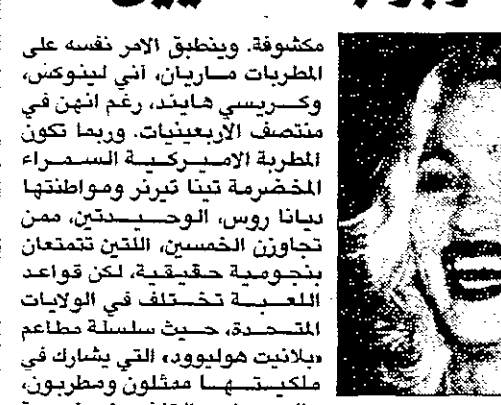 مكشوفة. وينطبق الامر نفسه على
المطربات ماريان، آني لينوكس،
وكريسي هايند، رغم انهن في
منتصف الاربعينيات. وربما تكون
المطربة الاميركية السمراء
المخضرمة تينا تيرنر ومواطنتها
ديانا روس، الوحيدتين، ممن
تجاوزن الخمسين، اللتين تتمتعان
بنجومية حقيقية، لكن قواعد
اللعبة تختلف في الولايات
المتحدة، حيث سلسلة مطاعم
«بلانيت هوليوود» التي يشارك في
ملكيتها ممثلون ومطربون،